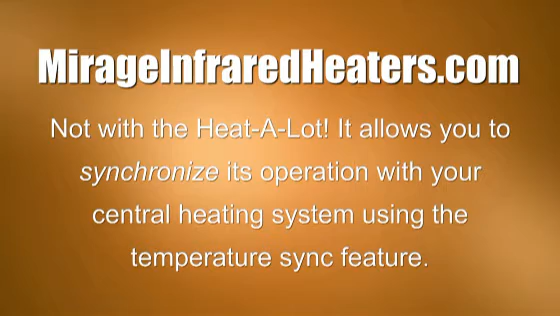 MirageInfraredHeaters.com
Not with the Heat-A-Lot! It allows you to
synchronize its operation with your
central heating system using the
temperature sync feature.